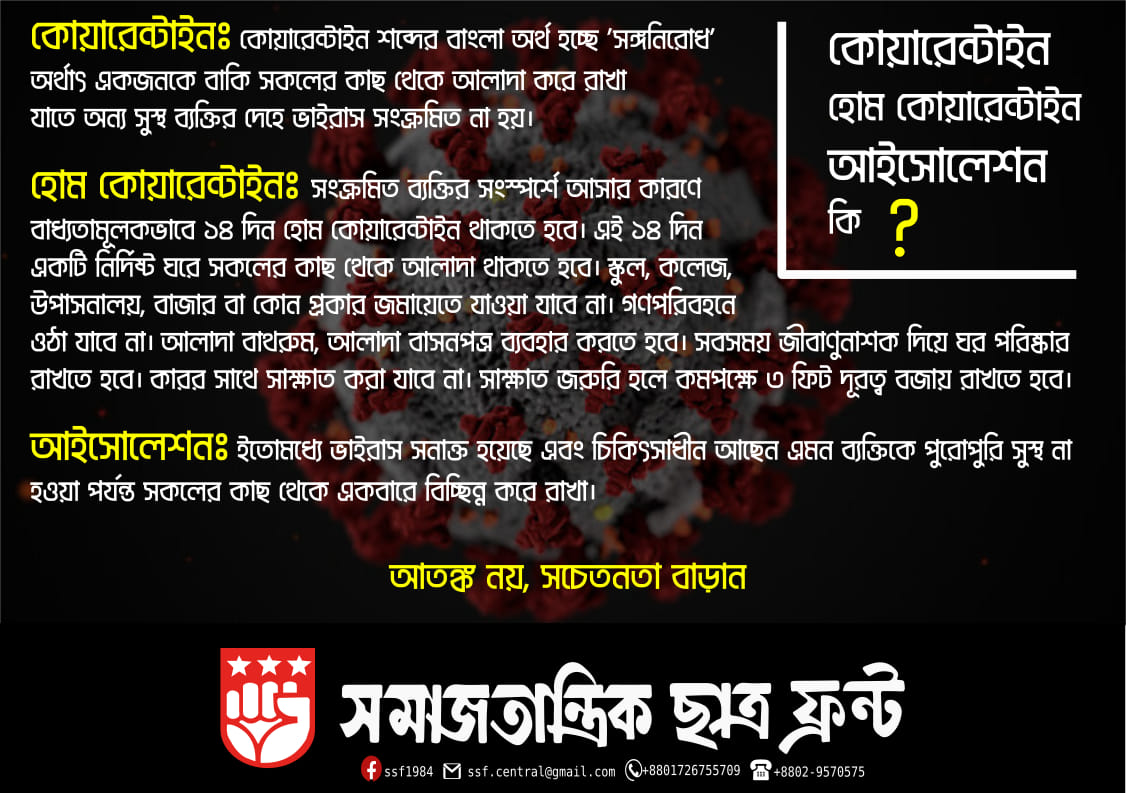 কোয়ারেন্টাইনঃ কোয়ারেন্টাইন শব্দের বাংলা অর্থ হচ্ছে 'সঙ্গনিরোধ'
অর্থাৎ একজনকে বাকি সকলের কাছ থেকে আলাদা করে রাখা
যাতে অন্য সুস্থ ব্যক্তির দেহে ভাইরাস সংক্রমিত না হয়।
কোয়ারেন্টাইন
হোম কোয়ারেন্টাইন
আইসোলেশন
কি ?
হোম কোয়ারেন্টাইনঃ সংক্রমিত ব্যক্তির সংস্পর্শে আসার কারণে
বাধ্যতামূলকভাবে ১৪ দিন হোম কোয়ারেন্টাইন থাকতে হবে। এই ১৪ দিন
একটি নির্দিষ্ট ঘরে সকলের কাছ থেকে আলাদা থাকতে হবে। স্কুল, কলেজ,
উপাসনালয়, বাজার বা কোন প্রকার জমায়েতে যাওয়া যাবে না। গণপরিবহনে
ওঠা যাবে না। আলাদা বাথরুম, আলাদা বাসনপত্র ব্যবহার করতে হবে। সবসময় জীবাণুনাশক দিয়ে ঘর পরিষ্কার
রাখতে হবে। কারর সাথে সাক্ষাত করা যাবে না। সাক্ষাত জরুরি হলে কমপক্ষে ৩ ফিট দূরত্ব বজায় রাখতে হবে।
আইসোলেশনঃ ইতোমধ্যে ভাইরাস সনাক্ত হয়েছে এবং চিকিৎসাধীন আছেন এমন ব্যক্তিকে পুরোপুরি সুস্থ না
হওয়া পর্যন্ত সকলের কাছ থেকে একবারে বিচ্ছিন্ন করে রাখা।
আতঙ্ক নয়, সচেতনতা বাড়ান
সমাজতান্ত্রিক ছাত্র ফ্রন্ট
ssf1984 ssf.central@gmail.com +8801726755709 +8802-9570575